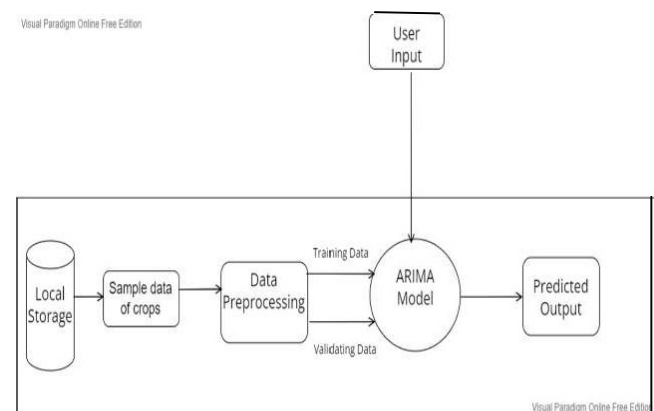 Visual Paradigm Online Free Edition
User
Input
Training Data
Local
Storage
Sample data
of crops
Data
Preprocessing
ARIMA
Model
Predicted
Output
Validating Data
Visual Paradigm Online Free Edition